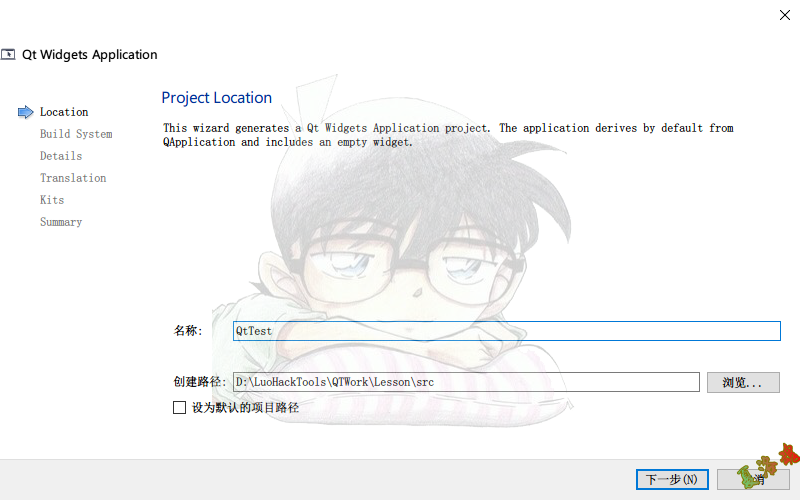 Qt Widgets Application
Location
Build System
Details
Translation
Kits
Summary
Project Location
This wizard generates a Qt Widgets Application project. The application derives by default from
QApplication and includes an empty widget.
名称:
QtTest
创建路径:
D:\LuoHackTools\QTWork\Lesson\src
浏览...
设为默认的项目路径
下一步(N)
消